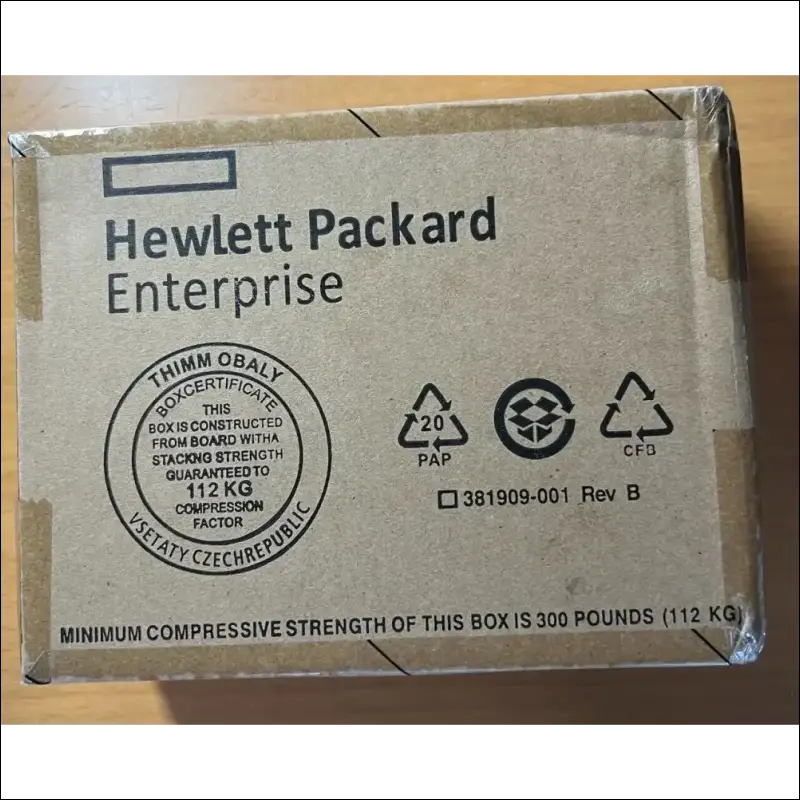 Hewlett Packard
Enterprise
THIMM OBALY
BOXCERTIFICATE
THIS
BOX IS CONSTRUCTED
FROM BOARD WITHA
STACKNG STRENGTH
GUARANTEED TO
112 KG
COMPRESSION
FACTOR
VSETATY CZECHREPUBLIC
20
PAP
CFB
381909-001 Rev B
MINIMUM COMPRESSIVE STRENGTH OF THIS BOX IS 300 POUNDS (112 KG)